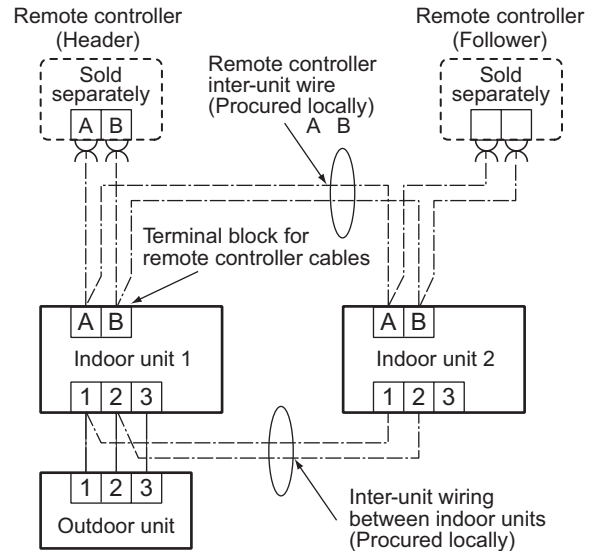 Remote controller
(Header)
Remote controller
(Follower)
Sold
separately
A B
Remote controller
inter-unit wire
(Procured locally)
A B
Sold
separately
Terminal block for
remote controller cables
A B
Indoor unit 1
1 2 3
A B
Indoor unit 2
1 2 3
1 2 3
Outdoor unit
Inter-unit wiring
between indoor units
(Procured locally)